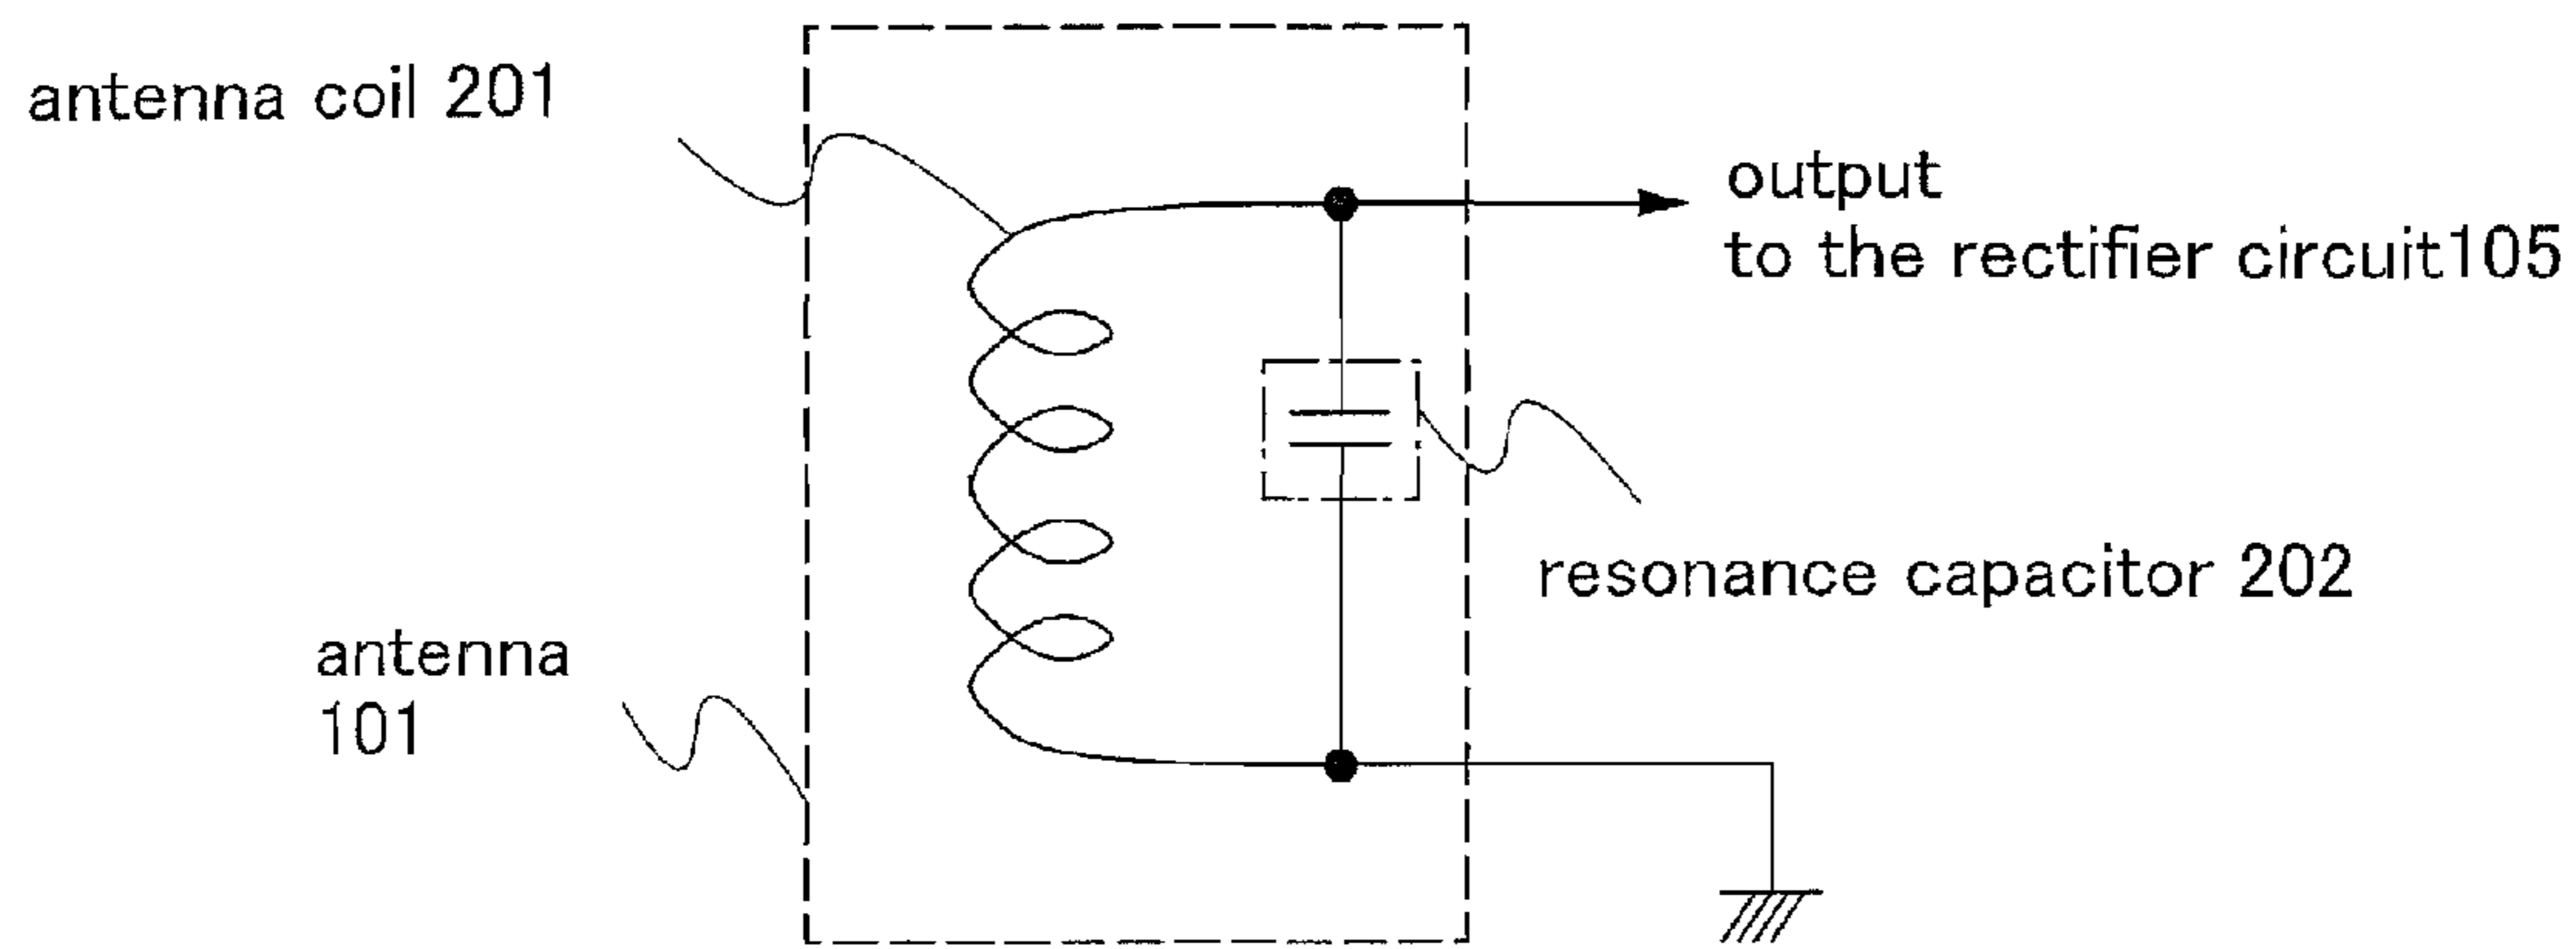 antenna coil 201
output
to the rectifier circuit105
resonance capacitor 202
antenna
101